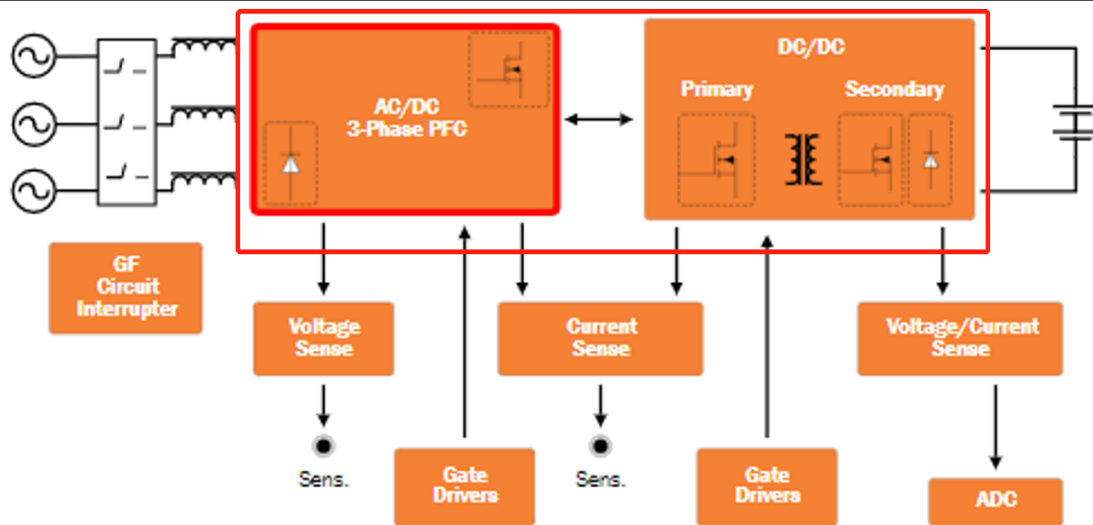 DC/DC
Primary
Secondary
AC/DC
3-Phase PFC
GF
Circuit
Interrupter
Voltage
Sense
Current
Sense
Voltage/Current
Sense
Sens.
Gate
Drivers
Sens.
Gate
Drivers
ADC